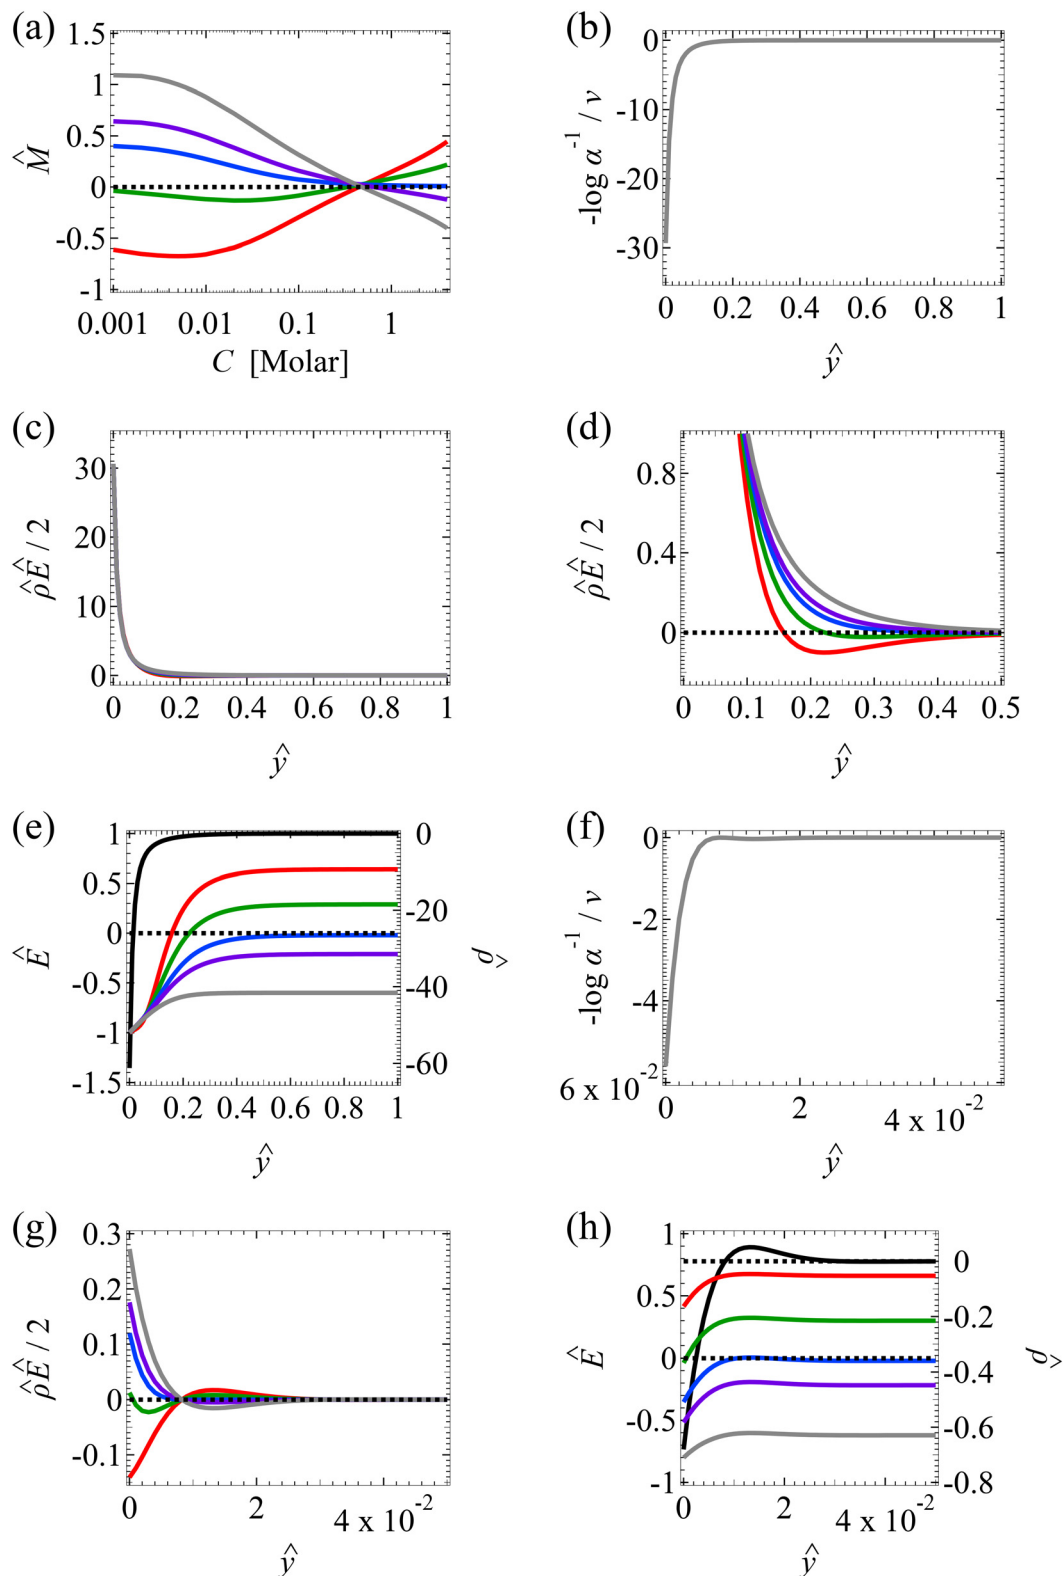 (a)
1.5
1
0.5
0
-0.5
-1
M̂
0.001 0.01 0.1 1
C [Molar]
(b)
0
-10
-20
-30
-log α⁻¹ / ν
0 0.2 0.4 0.6 0.8 1
ŷ
(c)
30
20
10
0
ρ̂Ê / 2
0 0.2 0.4 0.6 0.8 1
ŷ
(d)
0.8
0.4
0
ρ̂Ê / 2
0 0.1 0.2 0.3 0.4 0.5
ŷ
(e)
1
0.5
0
-0.5
-1
-1.5
Ê
0
-20
-40
-60
ρ̂
0 0.2 0.4 0.6 0.8 1
ŷ
(f)
0
-2
-4
6 x 10⁻²
-log α⁻¹ / ν
0 2 4 x 10⁻²
ŷ
(g)
0.3
0.2
0.1
0
-0.1
ρ̂Ê / 2
0 2 4 x 10⁻²
ŷ
(h)
1
0.5
0
-0.5
-1
Ê
0
-0.2
-0.4
-0.6
-0.8
ρ̂
0 2 4 x 10⁻²
ŷ